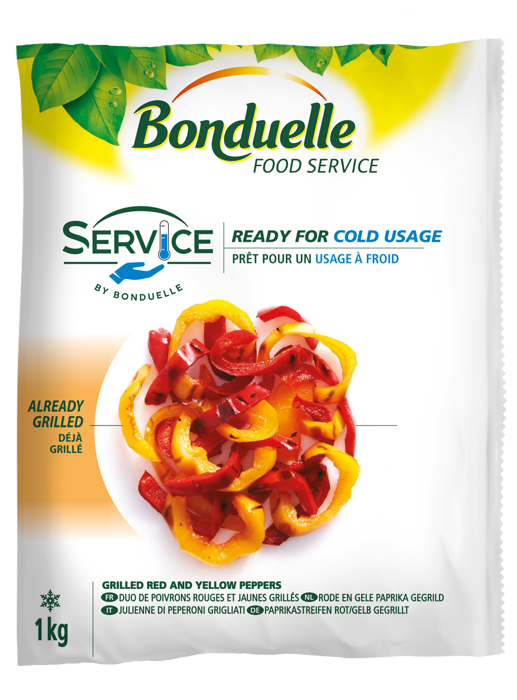 Bonduelle
FOOD SERVICE
SERVICE
BY BONDUELLE
READY FOR COLD USAGE
PRÊT POUR UN USAGE À FROID
ALREADY
GRILLED
DÉJÀ
GRILLÉ
GRILLED RED AND YELLOW PEPPERS
FR DUO DE POIVRONS ROUGES ET JAUNES GRILLÉS NL RODE EN GELE PAPRIKA GEGRILD
IT JULIENNE DI PEPERONI GRIGLIATI DE PAPRIKASTREIFEN ROT/GELB GEGRILLT
1kg